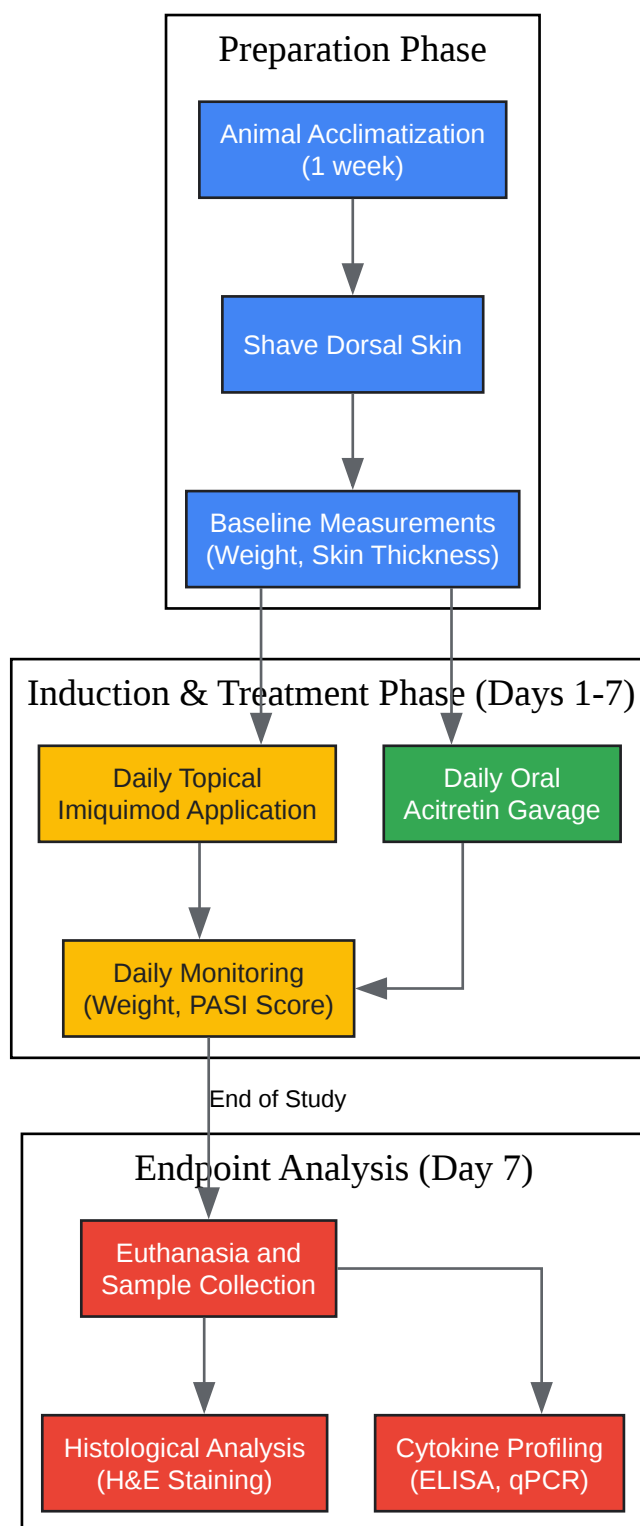 Preparation Phase
Animal Acclimatization
(1 week)
Shave Dorsal Skin
Baseline Measurements
(Weight, Skin Thickness)
Induction & Treatment Phase (Days 1-7)
Daily Topical
Imiquimod Application
Daily Oral
Acitretin Gavage
Daily Monitoring
(Weight, PASI Score)
End of Study
Endpoint Analysis (Day 7)
Euthanasia and
Sample Collection
Histological Analysis
(H&E Staining)
Cytokine Profiling
(ELISA, qPCR)